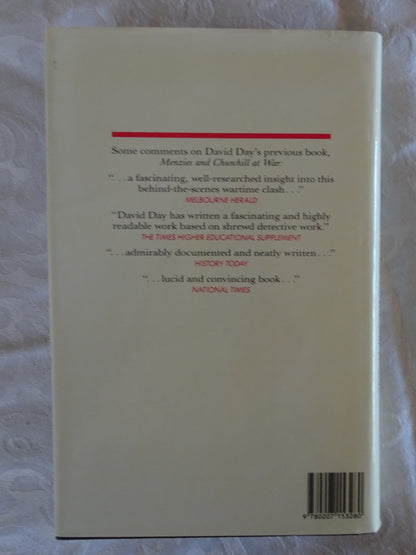 Some comments on David Day's previous book,
Menzies and Churchill at War:
“. . . a fascinating, well-researched insight into this
behind-the-scenes wartime clash . . .”
MELBOURNE HERALD
“David Day has written a fascinating and highly
readable work based on shrewd detective work.”
THE TIMES HIGHER EDUCATIONAL SUPPLEMENT
“. . . admirably documented and neatly written . . .”
HISTORY TODAY
“. . . lucid and convincing book . . .”
NATIONAL TIMES
9 780207 153280